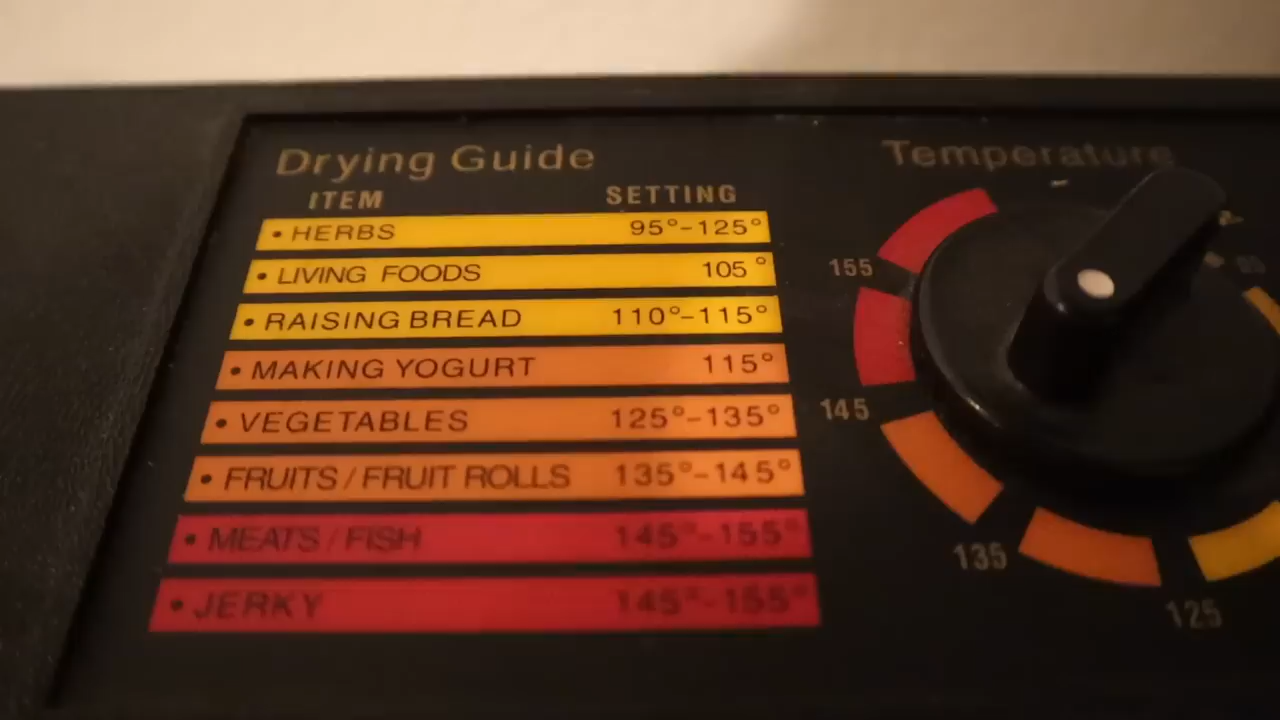 Drying Guide
ITEM SETTING
• HERBS 95°-125°
• LIVING FOODS 105°
• RAISING BREAD 110°-115°
• MAKING YOGURT 115°
• VEGETABLES 125°-135°
• FRUITS / FRUIT ROLLS 135°-145°
• MEATS / FISH 145°-155°
• JERKY 145°-155°
Temperature
155
145
135
125